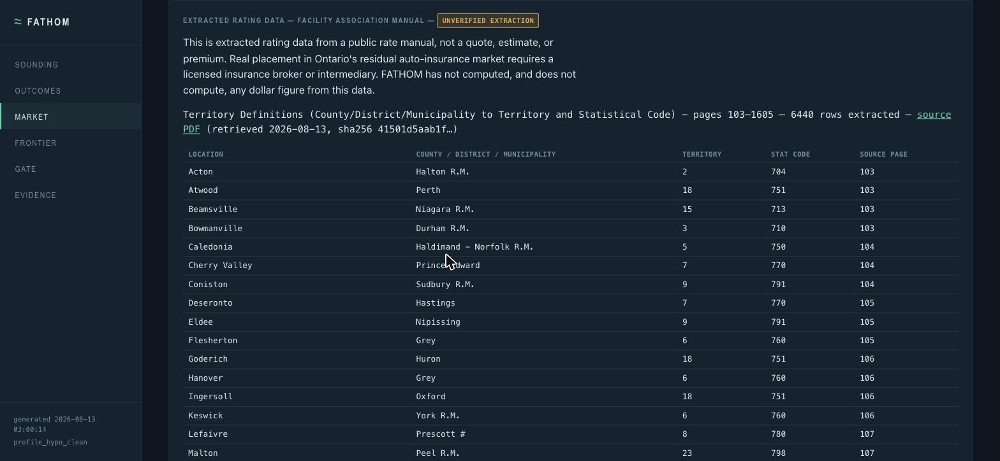 ≈ FATHOM
SOUNDING
OUTCOMES
MARKET
FRONTIER
GATE
EVIDENCE
generated 2026-08-13
03:00:14
profile_hypo_clean
EXTRACTED RATING DATA — FACILITY ASSOCIATION MANUAL — UNVERIFIED EXTRACTION
This is extracted rating data from a public rate manual, not a quote, estimate, or
premium. Real placement in Ontario's residual auto-insurance market requires a
licensed insurance broker or intermediary. FATHOM has not computed, and does not
compute, any dollar figure from this data.
Territory Definitions (County/District/Municipality to Territory and Statistical Code) — pages 103–1605 — 6440 rows extracted — source
PDF (retrieved 2026-08-13, sha256 41501d5aab1f…)
LOCATION COUNTY / DISTRICT / MUNICIPALITY TERRITORY STAT CODE SOURCE PAGE
Acton Halton R.M. 2 704 103
Atwood Perth 18 751 103
Beamsville Niagara R.M. 15 713 103
Bowmanville Durham R.M. 3 710 103
Caledonia Haldimand – Norfolk R.M. 5 750 104
Cherry Valley Prince Edward 7 770 104
Coniston Sudbury R.M. 9 791 104
Deseronto Hastings 7 770 105
Eldee Nipissing 9 791 105
Flesherton Grey 6 760 105
Goderich Huron 18 751 106
Hanover Grey 6 760 106
Ingersoll Oxford 18 751 106
Keswick York R.M. 6 760 106
Lefaivre Prescott # 8 780 107
Malton Peel R.M. 23 798 107